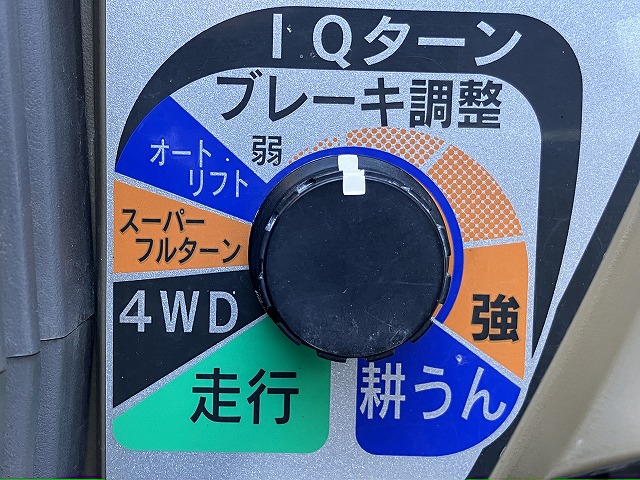 IQターン
ブレーキ調整
弱
オート・
リフト
スーパー
フルターン
4WD
走行
耕うん
強